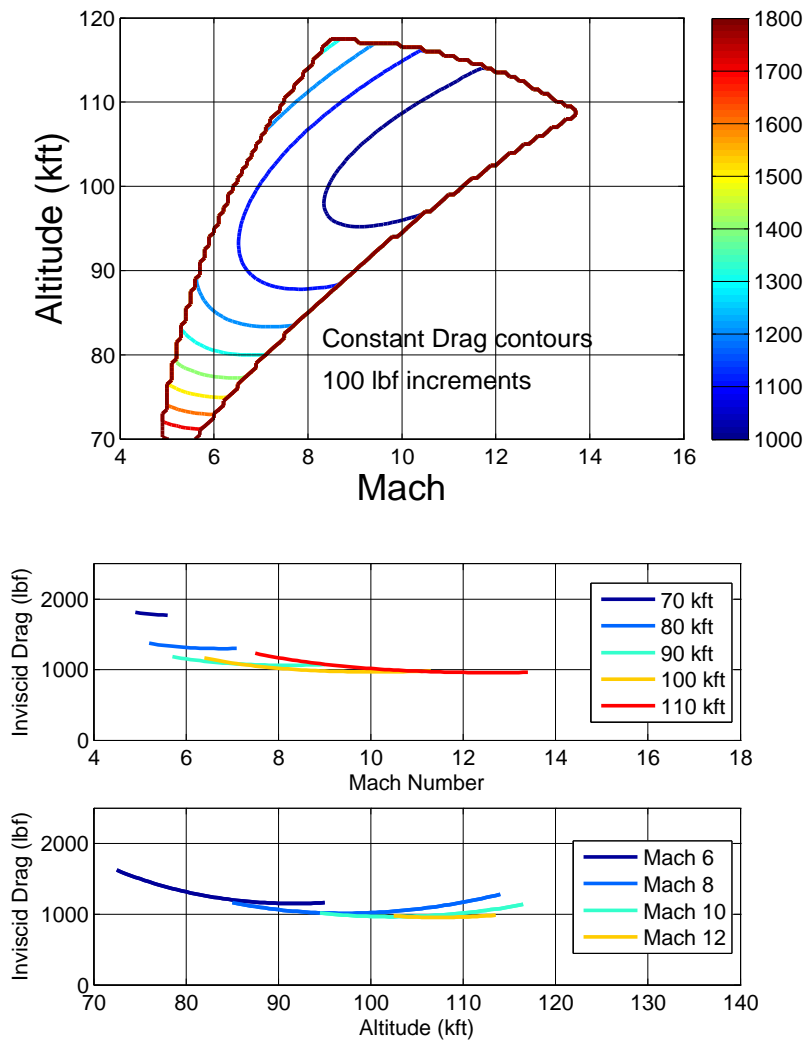 120
110
100
90
80
70
Altitude (kft)
Constant Drag contours
100 lbf increments
4
6
8
10
12
14
16
Mach
1800
1700
1600
1500
1400
1300
1200
1100
1000
2000
1000
0
Inviscid Drag (lbf)
70 kft
80 kft
90 kft
100 kft
110 kft
4
6
8
10
12
14
16
18
Mach Number
2000
1000
0
Inviscid Drag (lbf)
Mach 6
Mach 8
Mach 10
Mach 12
70
80
90
100
110
120
130
140
Altitude (kft)